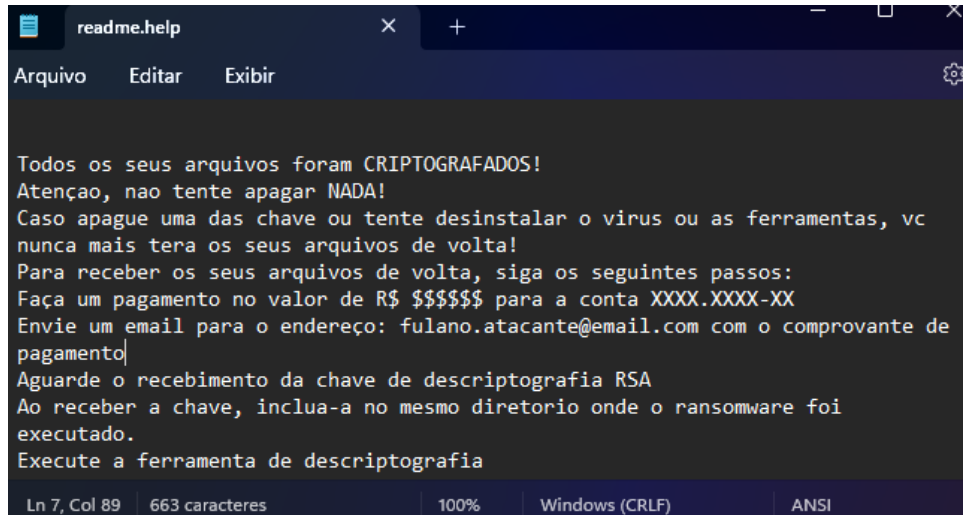 readme.help
Arquivo Editar Exibir
Todos os seus arquivos foram CRIPTOGRAFADOS!
Atençao, nao tente apagar NADA!
Caso apague uma das chave ou tente desinstalar o virus ou as ferramentas, vc
nunca mais tera os seus arquivos de volta!
Para receber os seus arquivos de volta, siga os seguintes passos:
Faça um pagamento no valor de R$ $$$$$$ para a conta XXXX.XXXX-XX
Envie um email para o endereço: fulano.atacante@email.com com o comprovante de
pagamento
Aguarde o recebimento da chave de descriptografia RSA
Ao receber a chave, inclua-a no mesmo diretorio onde o ransomware foi
executado.
Execute a ferramenta de descriptografia
Ln 7, Col 89 663 caracteres 100% Windows (CRLF) ANSI